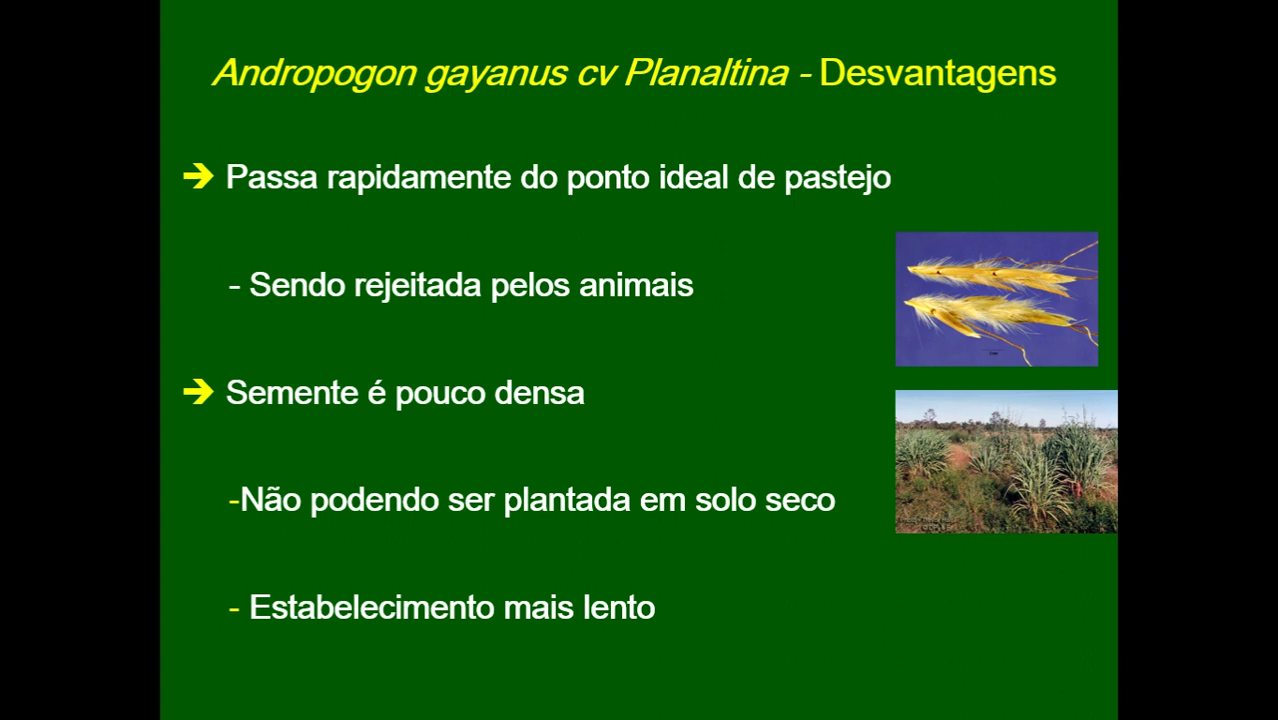 Andropogon gayanus cv Planaltina - Desvantagens
➔ Passa rapidamente do ponto ideal de pastejo
- Sendo rejeitada pelos animais
➔ Semente é pouco densa
-Não podendo ser plantada em solo seco
- Estabelecimento mais lento